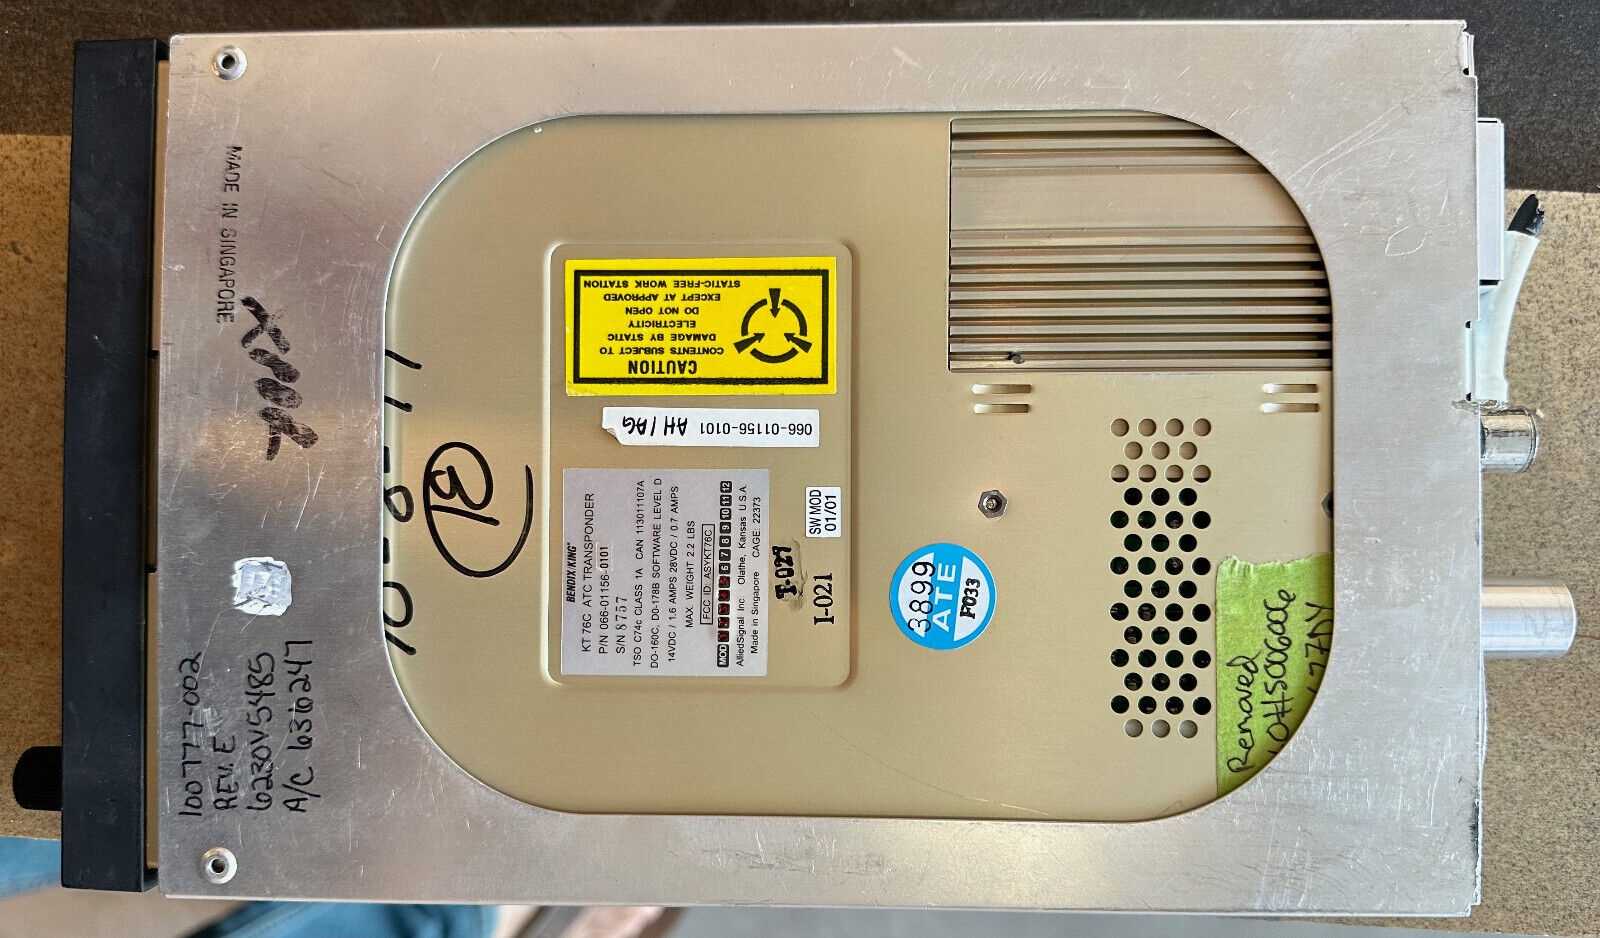 MADE IN SINGAPORE
XPDR
100777-002
REV. E
6230V5485
A/C 6360247
CAUTION
CONTENTS SUBJECT TO
DAMAGE BY STATIC
ELECTRICITY
DO NOT OPEN
EXCEPT AT APPROVED
STATIC-FREE WORK STATION
066-01156-0101 AH/AG
BENDIX/KING®
KT 76C ATC TRANSPONDER
P/N 066-01156-0101
S/N 8757
TSO C74c CLASS 1A CAN 113011107A
DO-160C, DO-178B SOFTWARE LEVEL D
14VDC / 1.6 AMPS 28VDC / 0.7 AMPS
MAX. WEIGHT 2.2 LBS
FCC ID ASYKT76C
MOD 1 2 3 4 5 6 7 8 9 10 11 12
AlliedSignal Inc. Olathe, Kansas U.S.A.
Made in Singapore CAGE 22373
SW MOD
01/01
I-029
I-021
3899
ATE
F033
Removed